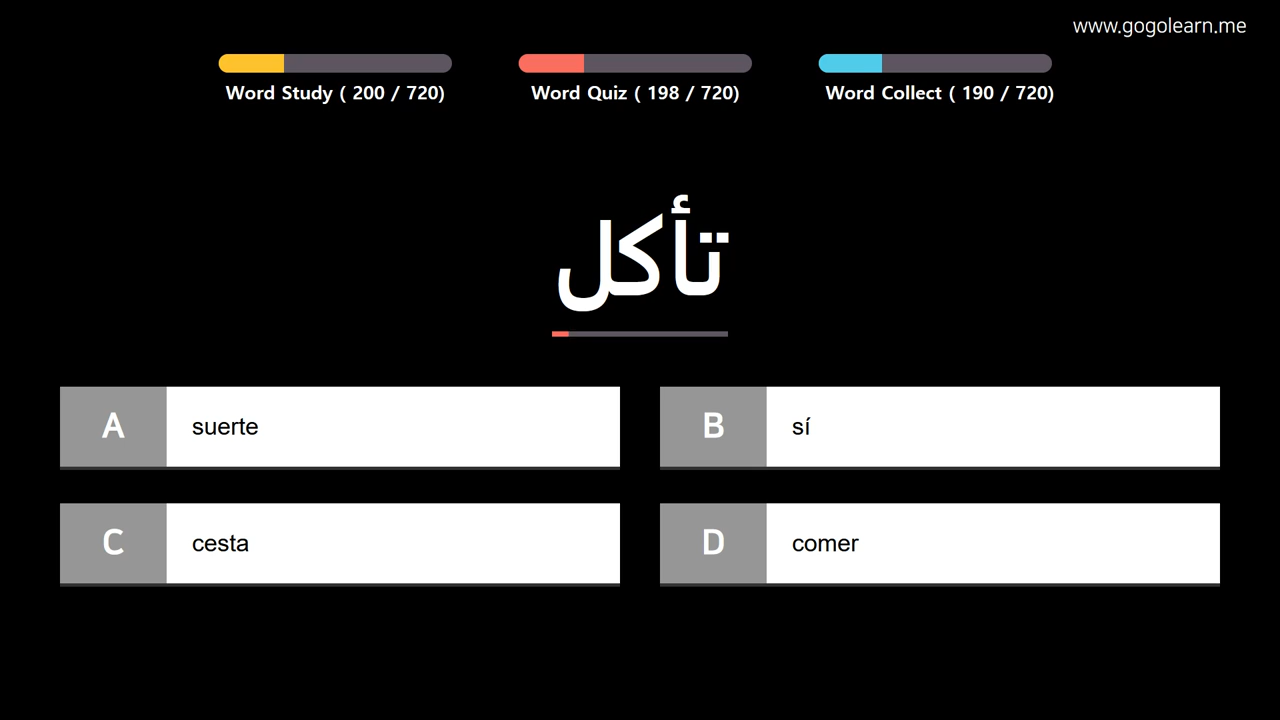 www.gogolearn.me
Word Study ( 200 / 720)
Word Quiz ( 198 / 720)
Word Collect ( 190 / 720)
تأكل
A suerte
B sí
C cesta
D comer